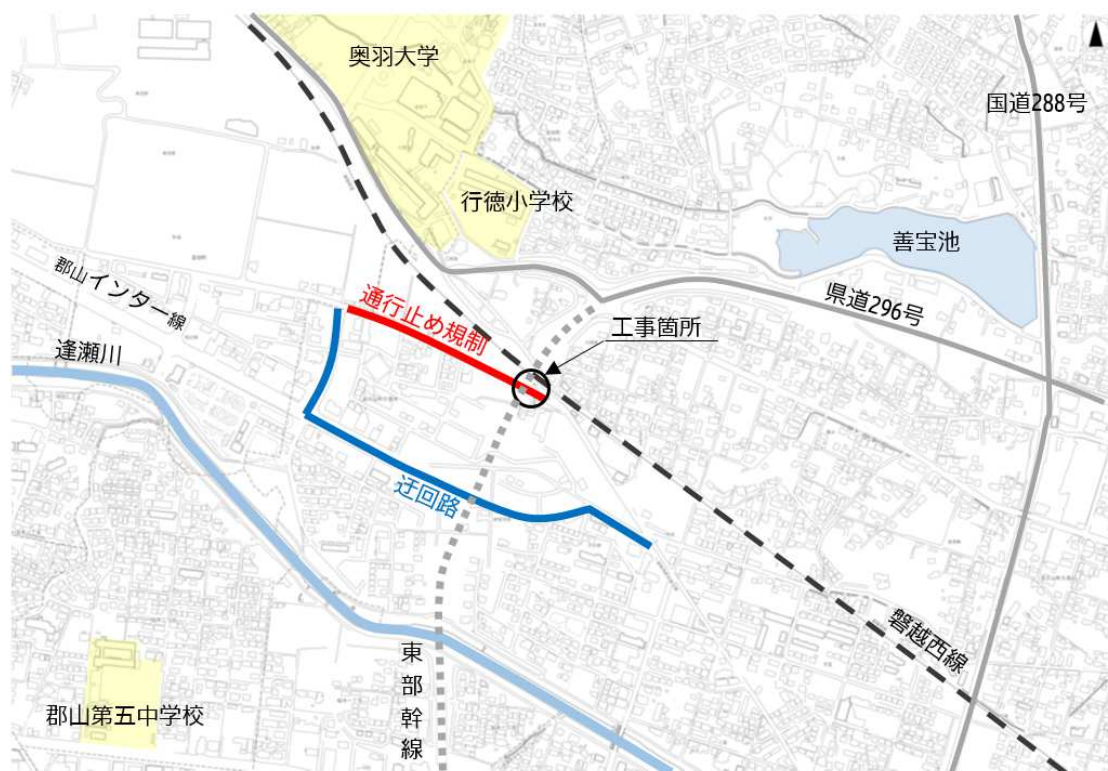 奥羽大学
国道288号
行徳小学校
善宝池
郡山インター線
通行止め規制
県道296号
工事箇所
逢瀬川
迂回路
磐越西線
東部幹線
郡山第五中学校